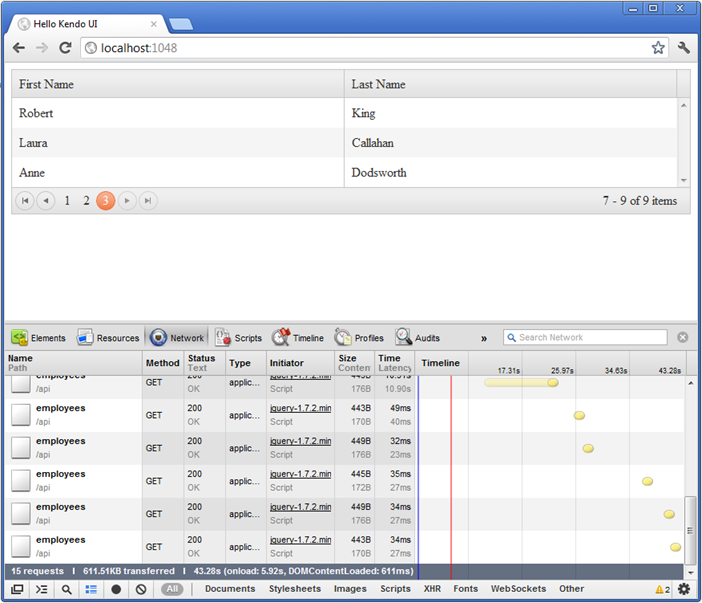 Hello Kendo UI
localhost:1048
First Name Last Name
Robert King
Laura Callahan
Anne Dodsworth
1 2 3 7 - 9 of 9 items
Elements Resources Network Scripts Timeline Profiles Audits » Search Network
Name Method Status Type Initiator Size Time Timeline
Path Text Conten Latency 17.31s 25.97s 34.63s 43.28s
employees GET 200 applic... jquery-1.7.2.min
/api OK Script 176B 10.90s
employees GET 200 applic... jquery-1.7.2.min 443B 49ms
/api OK Script 170B 40ms
employees GET 200 applic... jquery-1.7.2.min 449B 32ms
/api OK Script 176B 23ms
employees GET 200 applic... jquery-1.7.2.min 445B 35ms
/api OK Script 172B 27ms
employees GET 200 applic... jquery-1.7.2.min 449B 34ms
/api OK Script 176B 27ms
employees GET 200 applic... jquery-1.7.2.min 443B 34ms
/api OK Script 170B 27ms
15 requests I 611.51KB transferred I 43.28s (onload: 5.92s, DOMContentLoaded: 611ms)
All Documents Stylesheets Images Scripts XHR Fonts WebSockets Other 2